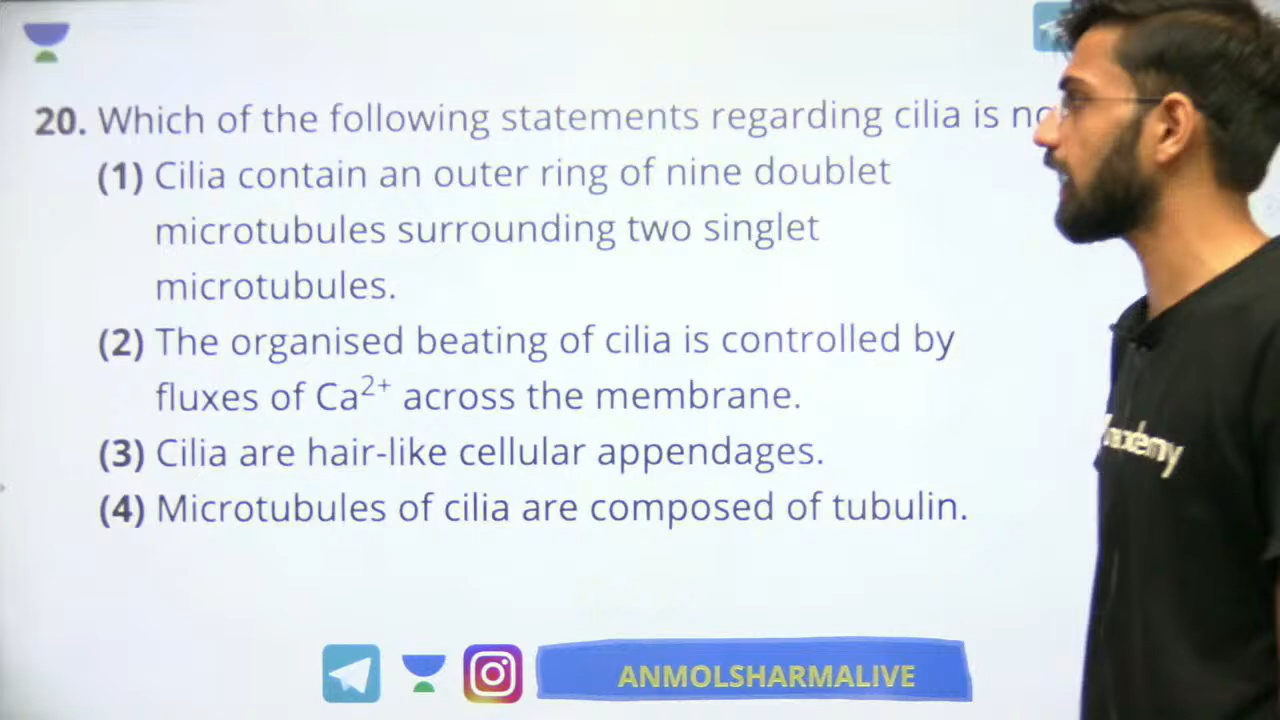 20. Which of the following statements regarding cilia is
(1) Cilia contain an outer ring of nine doublet
microtubules surrounding two singlet
microtubules.
(2) The organised beating of cilia is controlled by
fluxes of Ca²⁺ across the membrane.
(3) Cilia are hair-like cellular appendages.
(4) Microtubules of cilia are composed of tubulin.
ANMOLSHARMALIVE